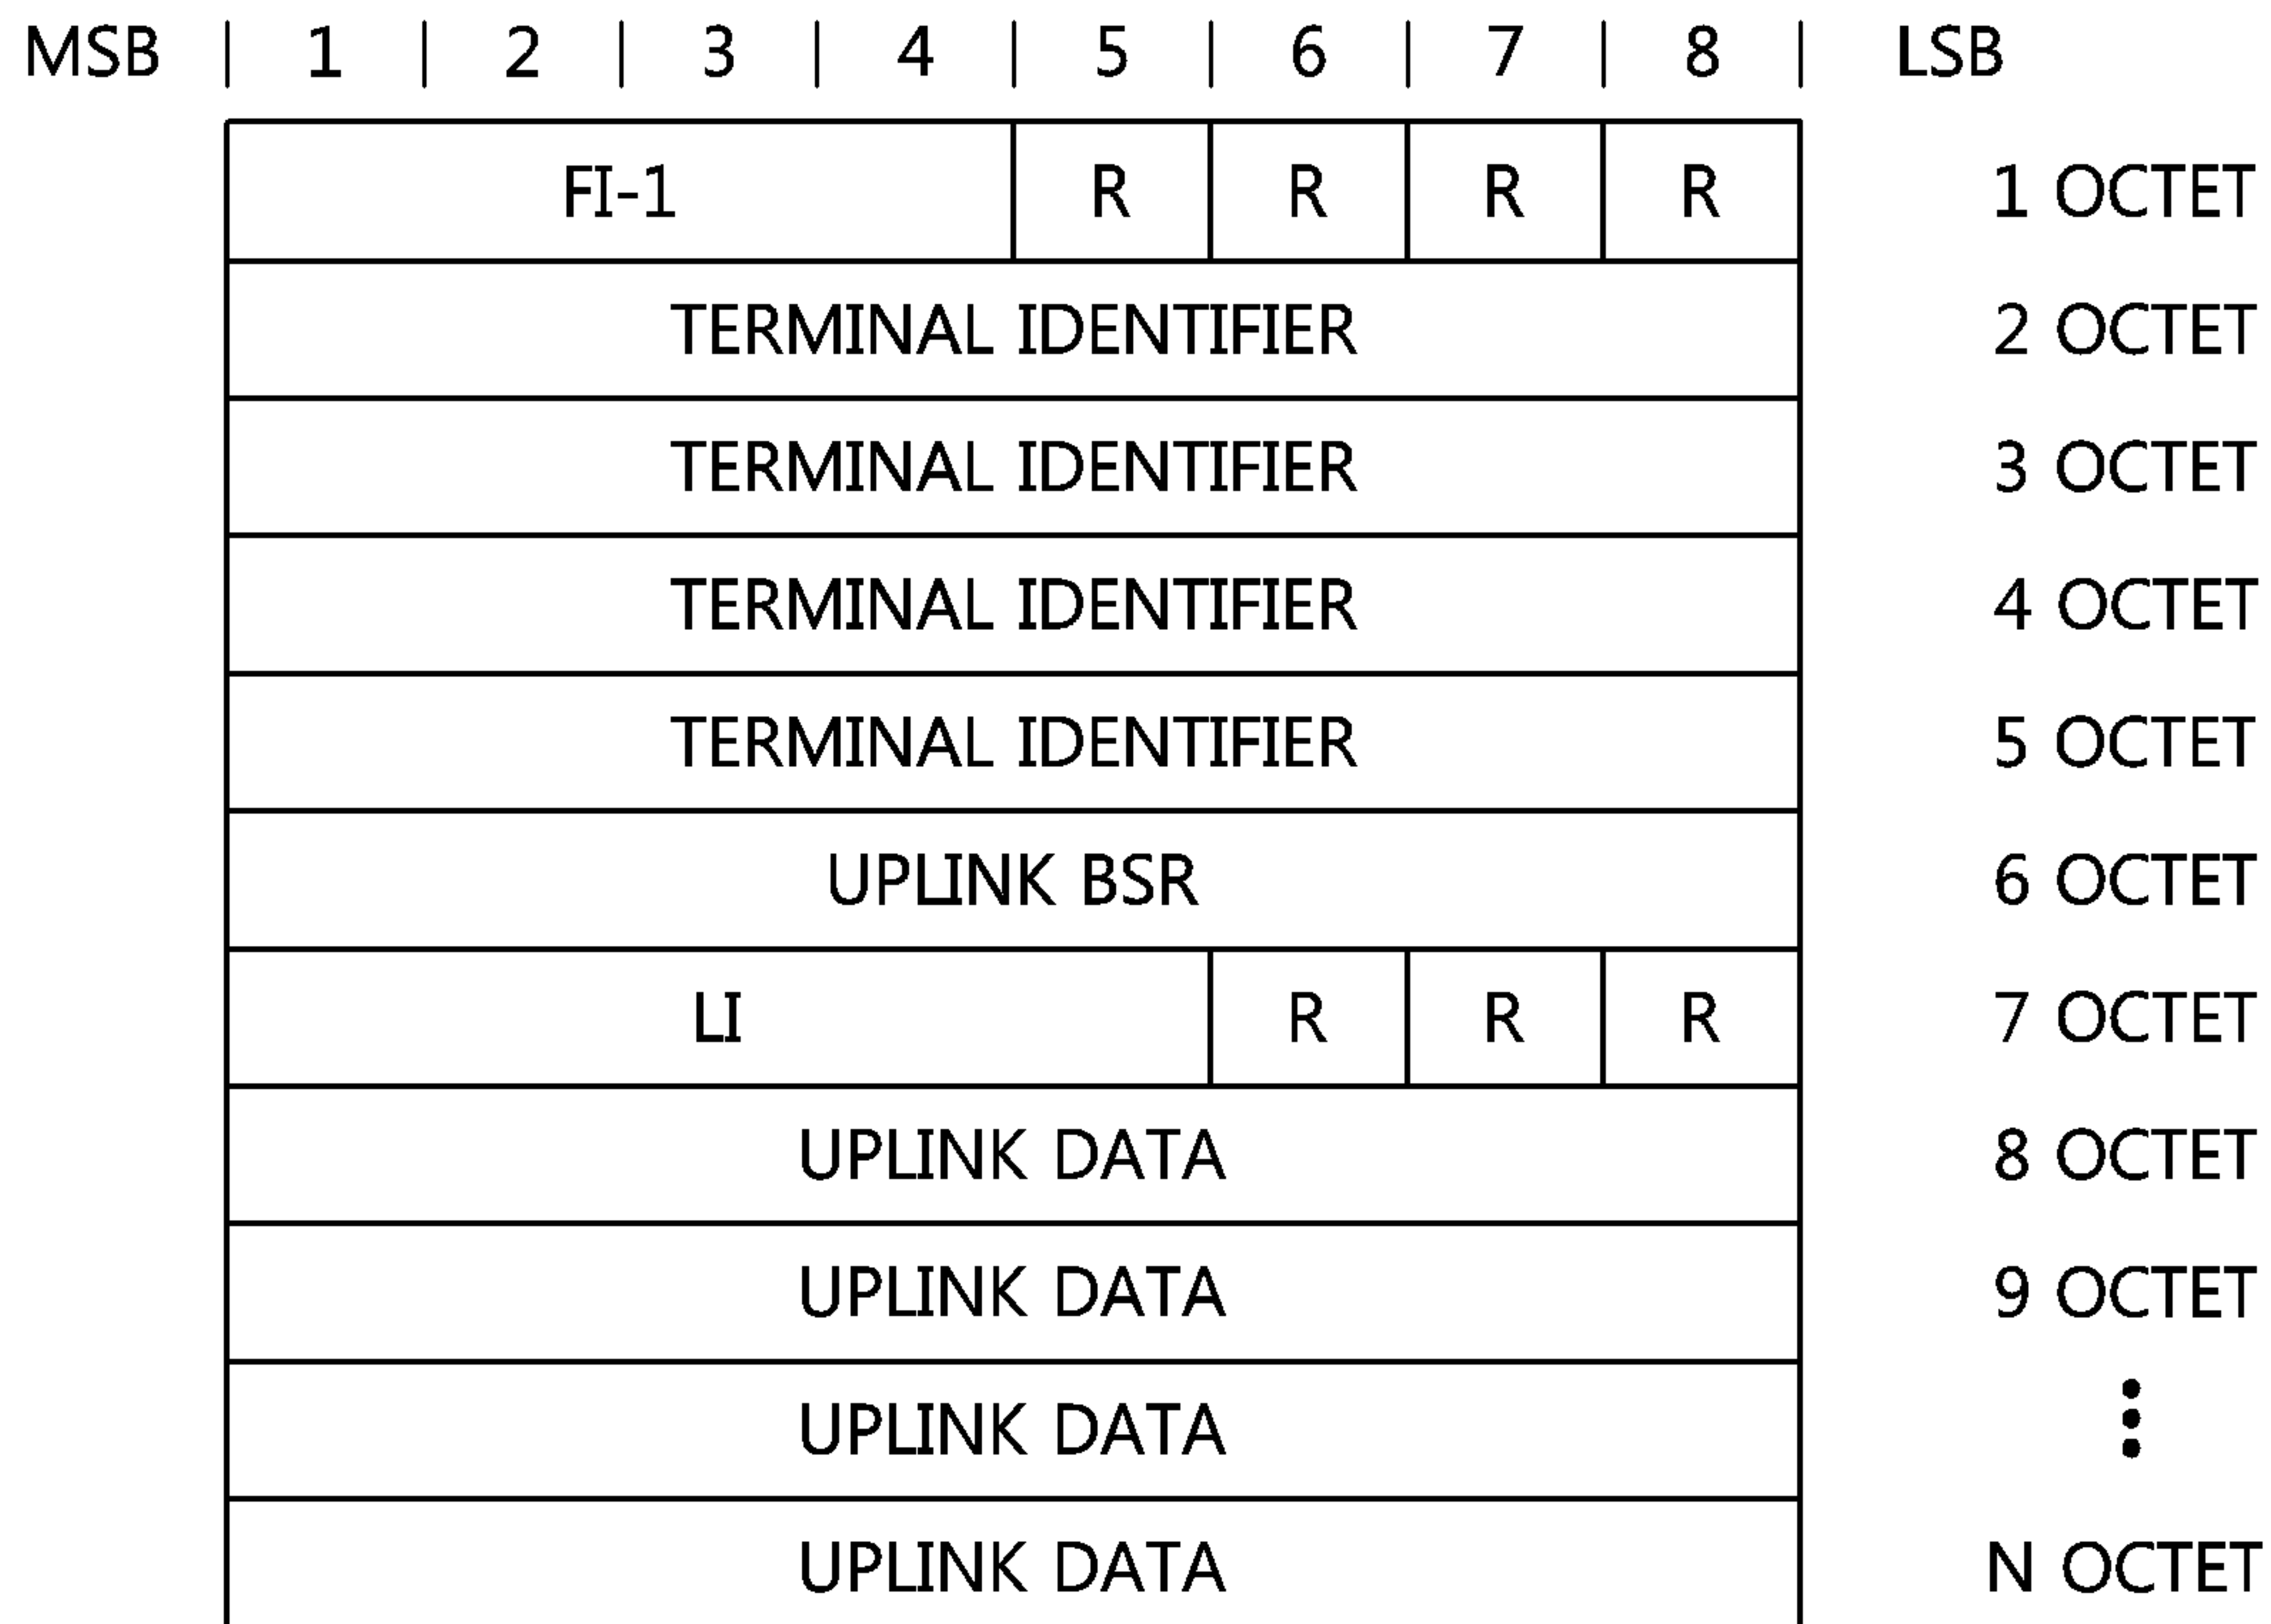 MSB | 1 | 2 | 3 | 4 | 5 | 6 | 7 | 8 | LSB
FI-1 R R R R 1 OCTET
TERMINAL IDENTIFIER 2 OCTET
TERMINAL IDENTIFIER 3 OCTET
TERMINAL IDENTIFIER 4 OCTET
TERMINAL IDENTIFIER 5 OCTET
UPLINK BSR 6 OCTET
LI R R R 7 OCTET
UPLINK DATA 8 OCTET
UPLINK DATA 9 OCTET
UPLINK DATA
UPLINK DATA N OCTET